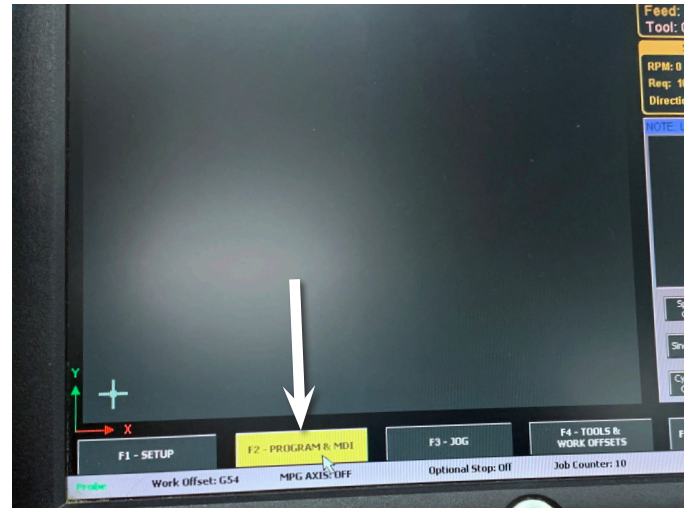 Feed:
Tool:
RPM: 0
Req:
NOTE:
Y
X
F1 - SETUP
F2 - PROGRAM & MDI
F3 - JOG
F4 - TOOLS &
WORK OFFSETS
Probe
Work Offset: G54
MPG AXIS: OFF
Optional Stop: Off
Job Counter: 10